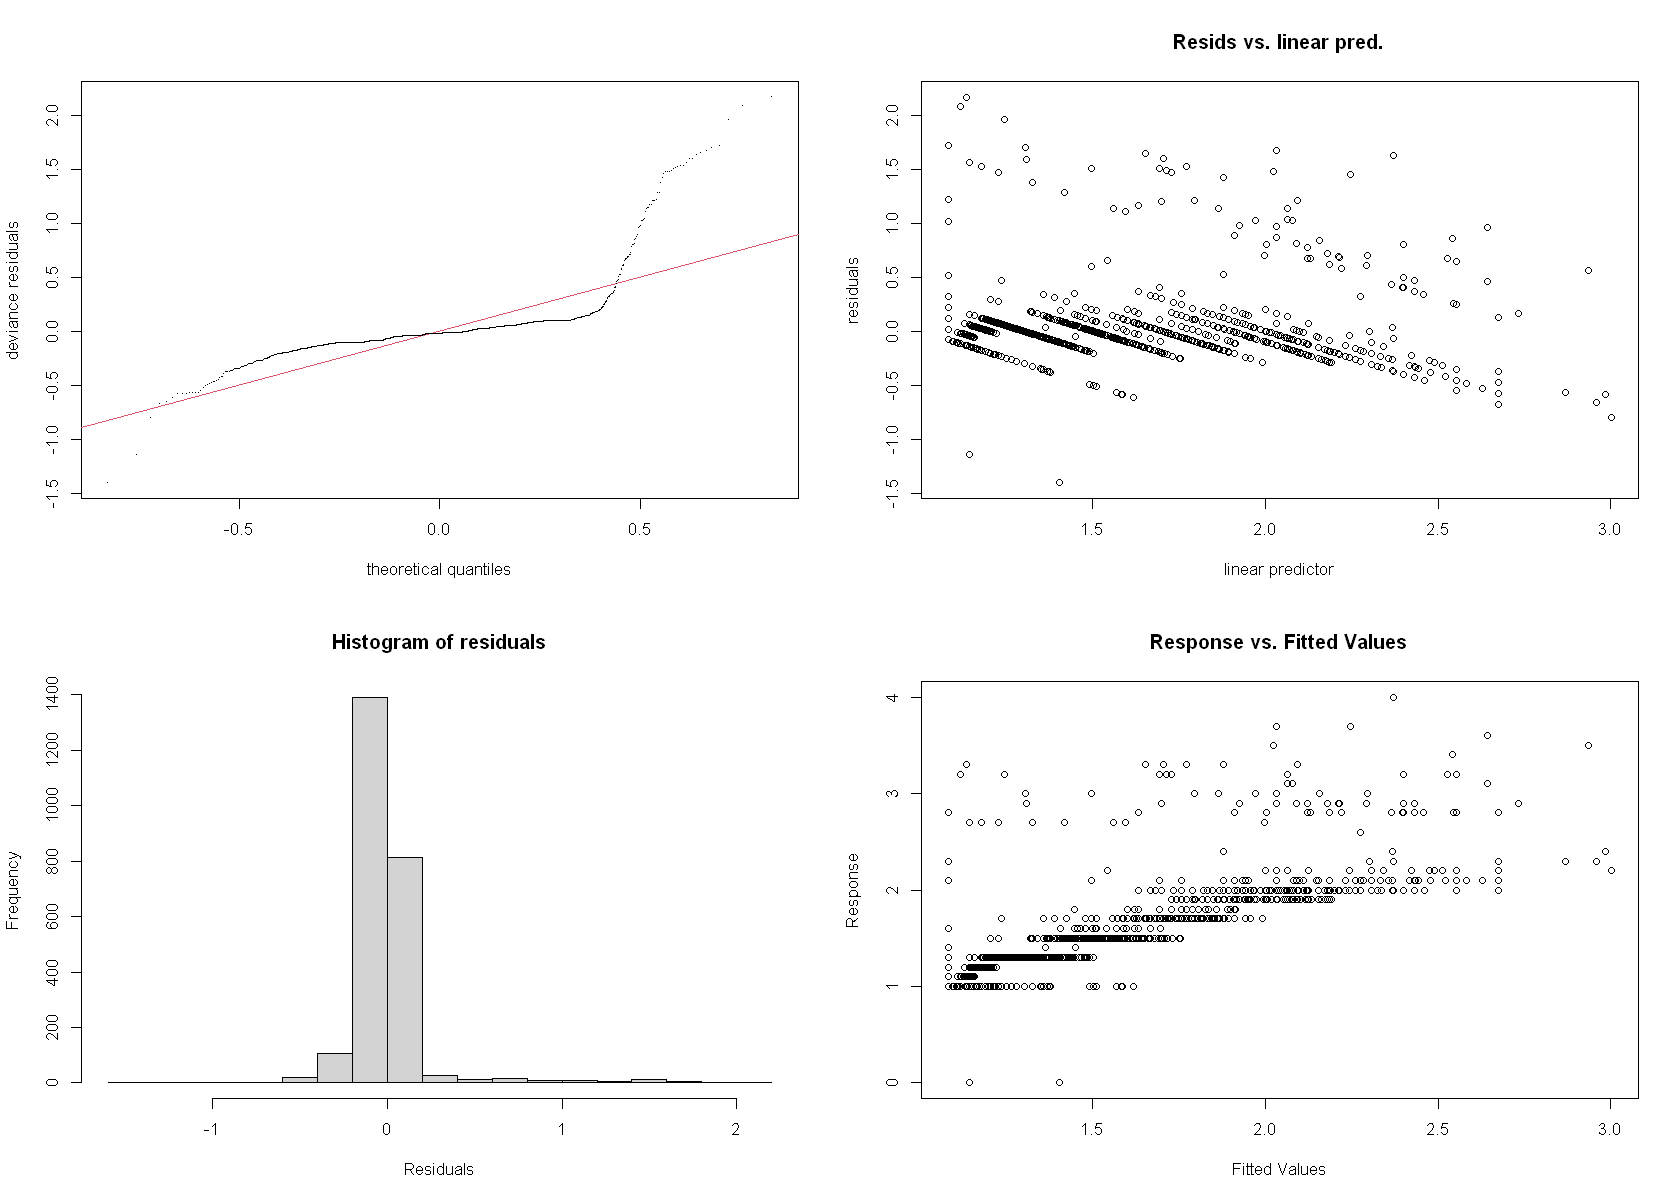 deviance residuals
2.0
1.5
1.0
0.5
0.0
-0.5
-1.0
-1.5
-0.5 0.0 0.5
theoretical quantiles
Resids vs. linear pred.
residuals
2.0
1.5
1.0
0.5
0.0
-0.5
-1.0
-1.5
1.5 2.0 2.5 3.0
linear predictor
Histogram of residuals
Frequency
1400
1200
1000
800
600
400
200
0
-1 0 1 2
Residuals
Response vs. Fitted Values
Response
4
3
2
1
0
1.5 2.0 2.5 3.0
Fitted Values